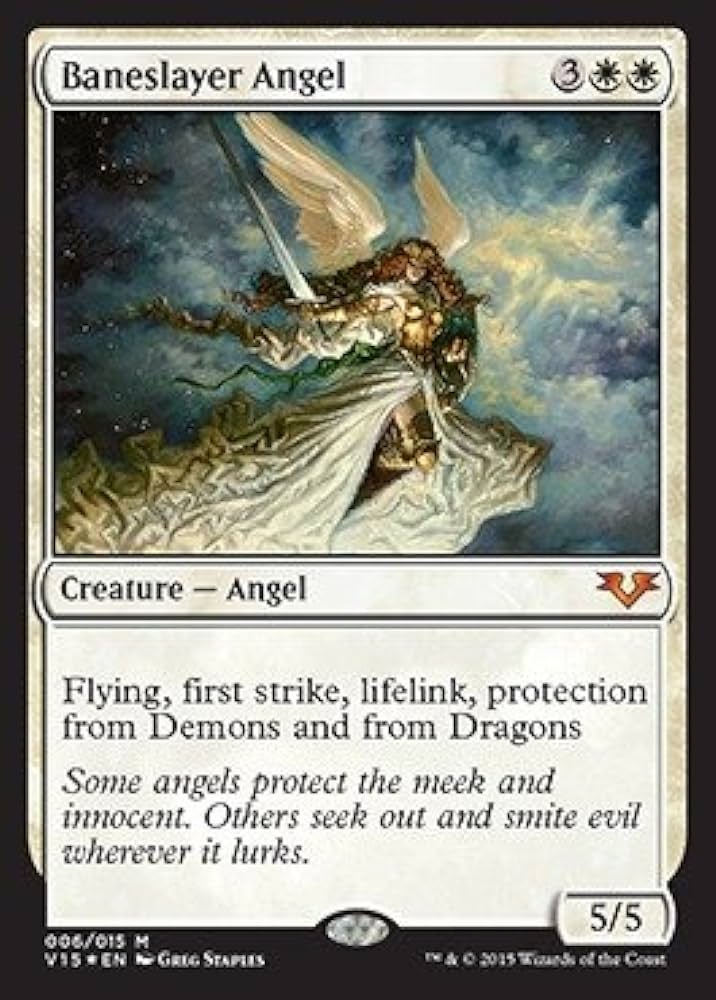 Baneslayer Angel 3
Creature — Angel
Flying, first strike, lifelink, protection
from Demons and from Dragons
Some angels protect the meek and
innocent. Others seek out and smite evil
wherever it lurks.
5/5
006/015 M
V15 ★ EN Greg Staples
™ & © 2015 Wizards of the Coast